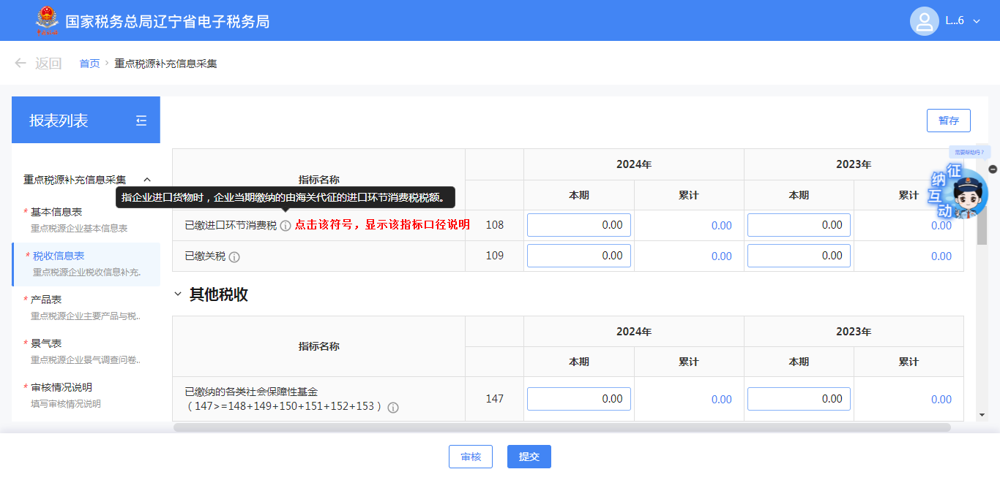 国家税务总局辽宁省电子税务局
L...6
返回 首页 > 重点税源补充信息采集
报表列表
暂存
需要帮助吗？
征纳互动
重点税源补充信息采集
* 基本信息表
重点税源企业基本信息表
* 税收信息表
重点税源企业税收信息补充..
* 产品表
重点税源企业主要产品与税..
* 景气表
重点税源企业景气调查问卷..
* 审核情况说明
填写审核情况说明
指标名称 2024年 2023年
本期 累计 本期 累计
指企业进口货物时，企业当期缴纳的由海关代征的进口环节消费税税额。
已缴进口环节消费税 点击该符号，显示该指标口径说明 108 0.00 0.00 0.00 0.00
已缴关税 109 0.00 0.00 0.00 0.00
其他税收
指标名称 2024年 2023年
本期 累计 本期 累计
已缴纳的各类社会保障性基金
（147>=148+149+150+151+152+153） 147 0.00 0.00 0.00 0.00
审核 提交